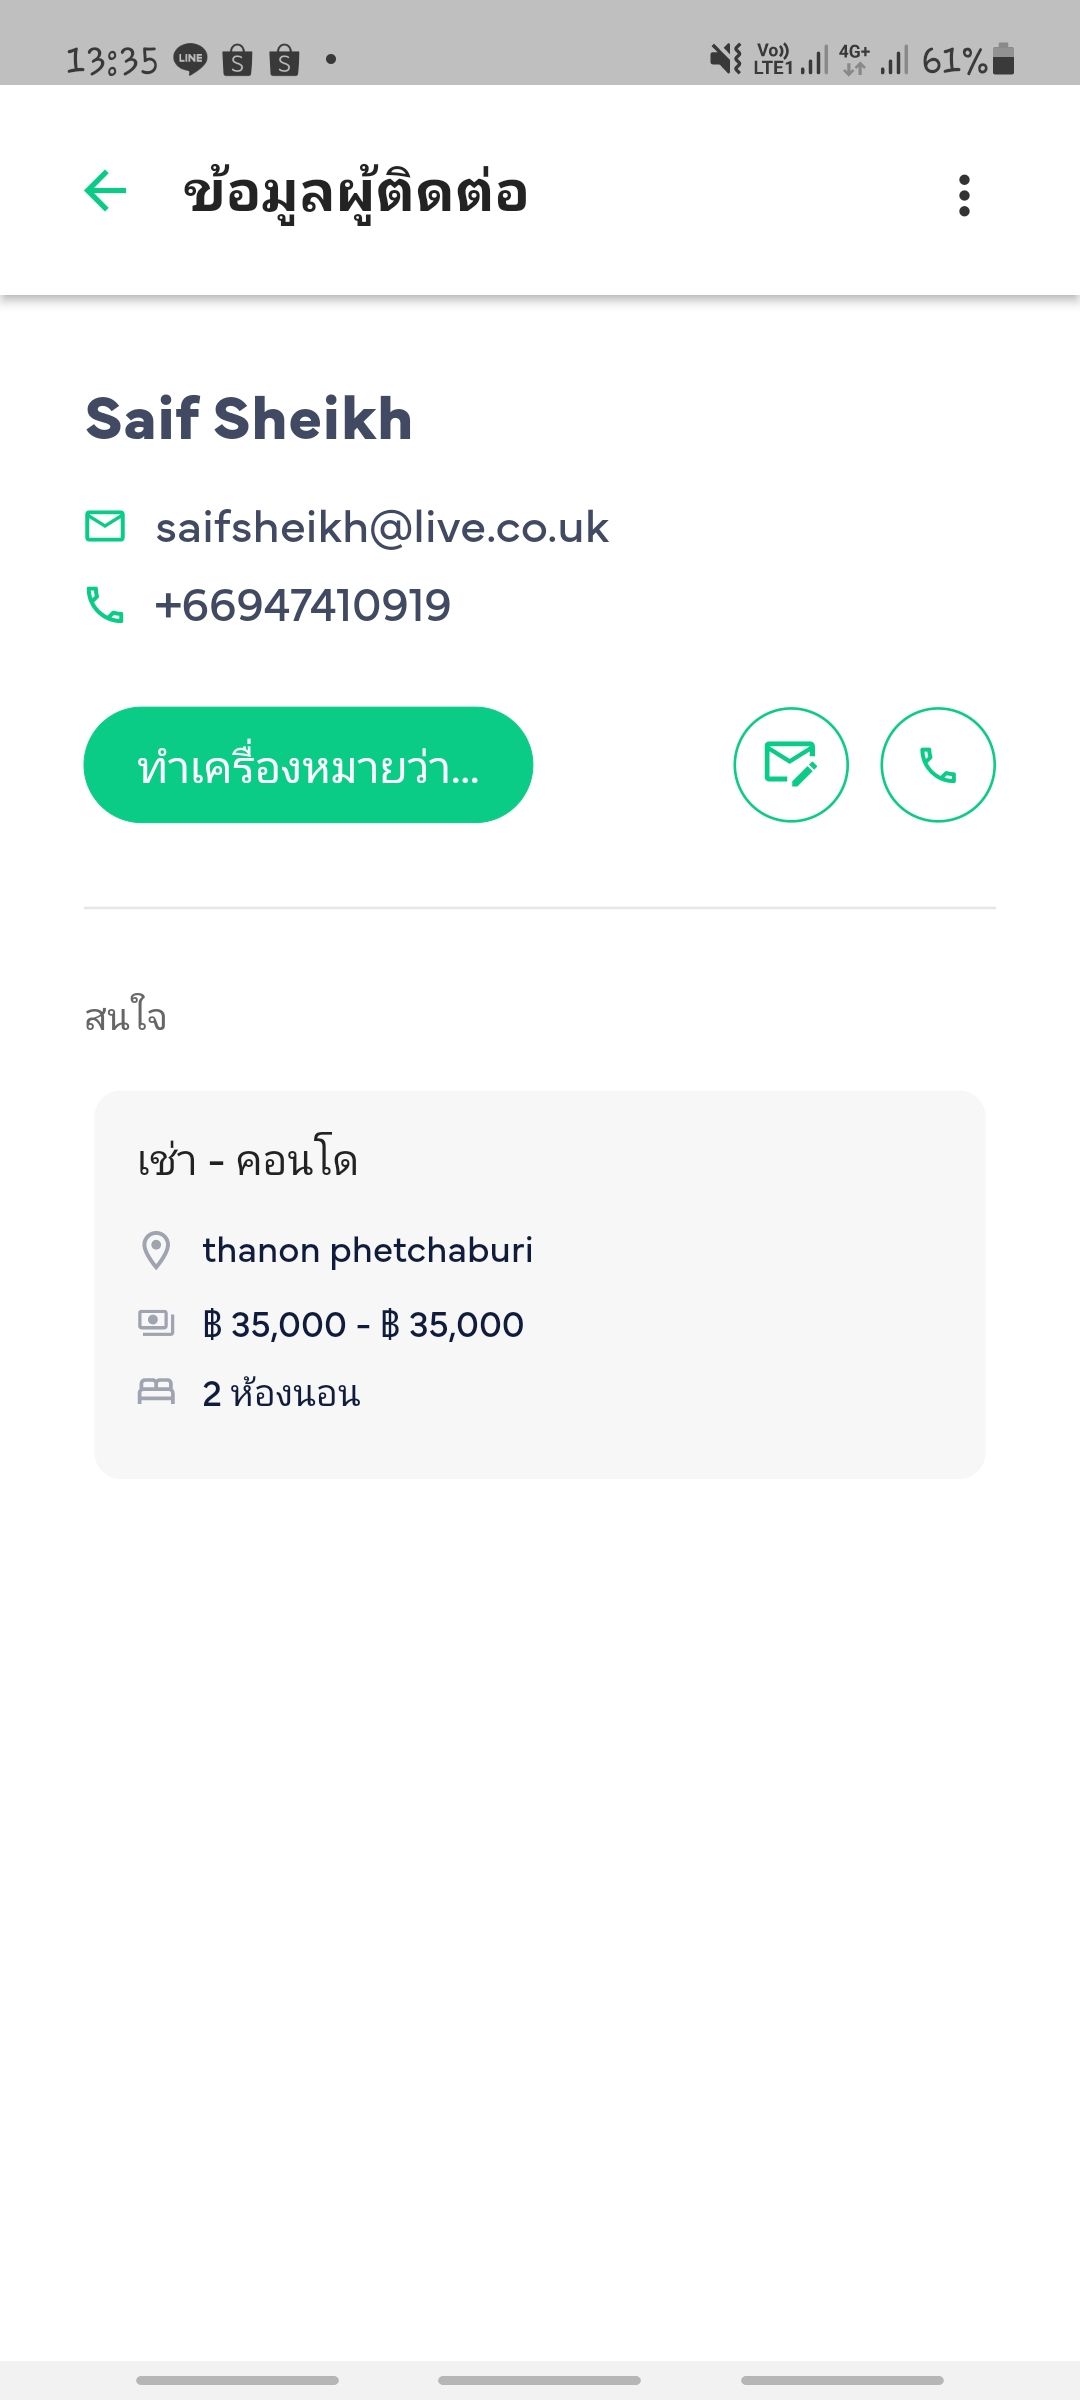 13:35 LINE S S • Vo)) LTE1 4G+ 61%
ข้อมูลผู้ติดต่อ
Saif Sheikh
saifsheikh@live.co.uk
+66947410919
ทำเครื่องหมายว่า...
สนใจ
เช่า - คอนโด
thanon phetchaburi
฿ 35,000 - ฿ 35,000
2 ห้องนอน